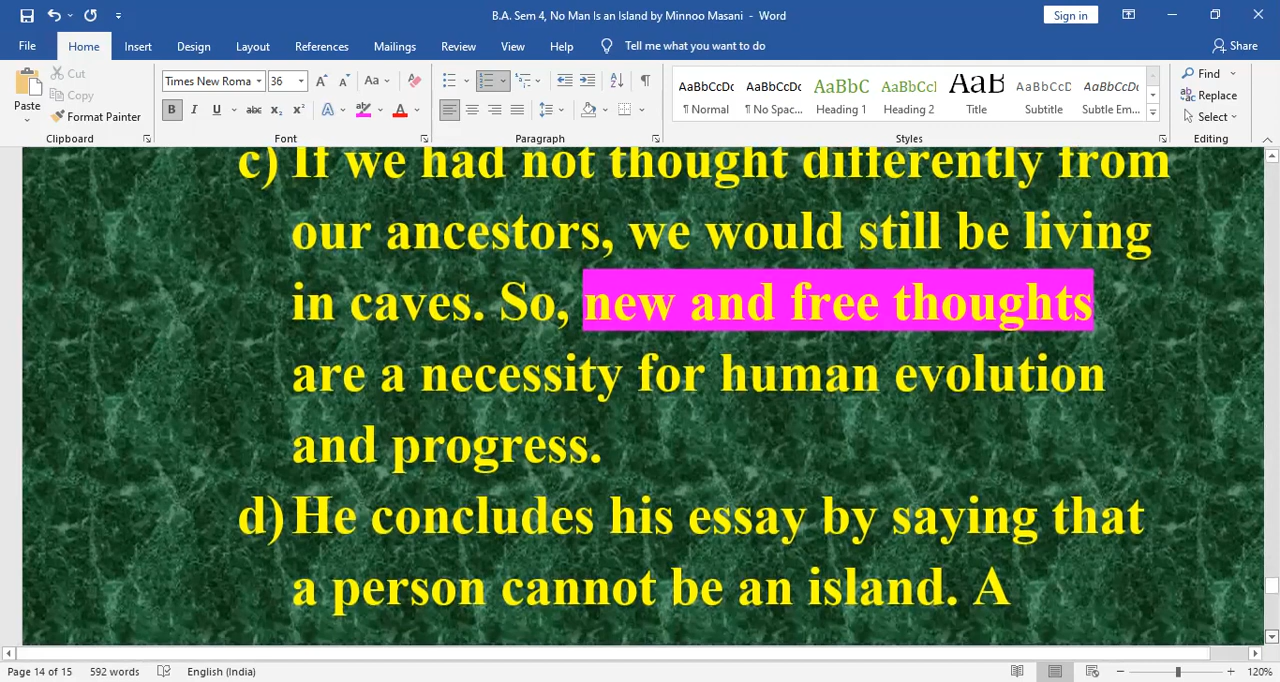 B.A. Sem 4, No Man Is an Island by Minnoo Masani - Word
Sign in
File Home Insert Design Layout References Mailings Review View Help Tell me what you want to do Share
Paste
Cut
Copy
Format Painter
Clipboard
Times New Roma 36
Font
Paragraph
AaBbCcDc AaBbCcDc AaBbC AaBbCcI AaB AaBbCcD AaBbCcDc
¶ Normal ¶ No Spac... Heading 1 Heading 2 Title Subtitle Subtle Em...
Styles
Find
Replace
Select
Editing
c) If we had not thought differently from
our ancestors, we would still be living
in caves. So, new and free thoughts
are a necessity for human evolution
and progress.
d) He concludes his essay by saying that
a person cannot be an island. A
Page 14 of 15 592 words English (India) 120%